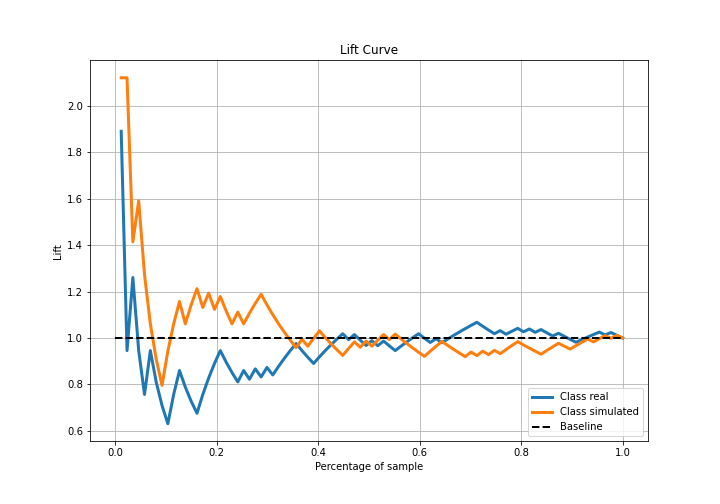 Lift Curve
Lift
2.0
1.8
1.6
1.4
1.2
1.0
0.8
0.6
0.0
0.2
0.4
0.6
0.8
1.0
Percentage of sample
Class real
Class simulated
Baseline